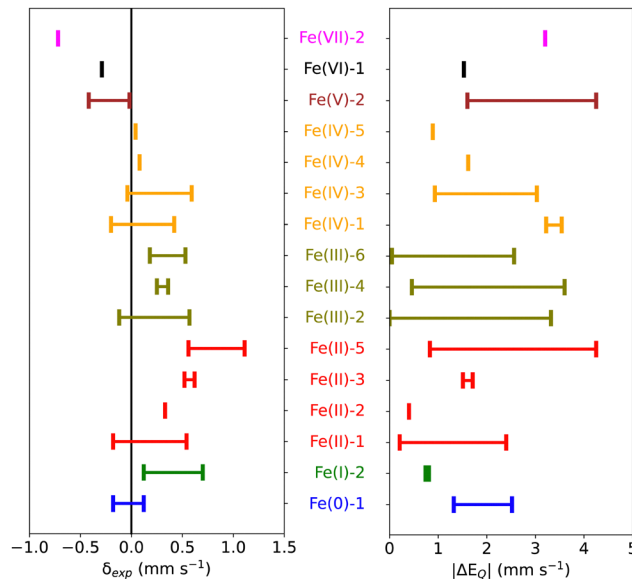 Fe(VII)-2
Fe(VI)-1
Fe(V)-2
Fe(IV)-5
Fe(IV)-4
Fe(IV)-3
Fe(IV)-1
Fe(III)-6
Fe(III)-4
Fe(III)-2
Fe(II)-5
Fe(II)-3
Fe(II)-2
Fe(II)-1
Fe(I)-2
Fe(0)-1
−1.0 −0.5 0.0 0.5 1.0 1.5
0 1 2 3 4 5
δexp (mm s⁻¹)
|ΔEQ| (mm s⁻¹)